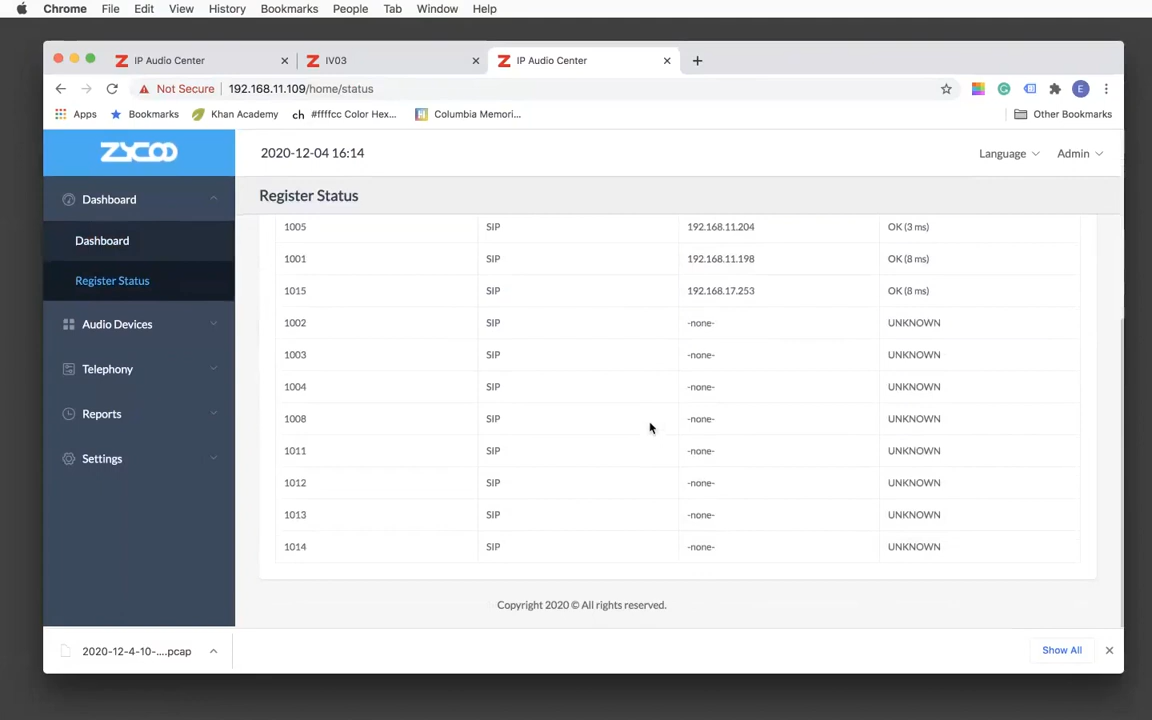 Chrome File Edit View History Bookmarks People Tab Window Help
IP Audio Center IV03 IP Audio Center
Not Secure 192.168.11.109/home/status
Apps Bookmarks Khan Academy ch #ffffcc Color Hex... Columbia Memori... Other Bookmarks
ZYCOO
2020-12-04 16:14 Language Admin
Dashboard
Dashboard
Register Status
Audio Devices
Telephony
Reports
Settings
Register Status
1005 SIP 192.168.11.204 OK (3 ms)
1001 SIP 192.168.11.198 OK (8 ms)
1015 SIP 192.168.17.253 OK (8 ms)
1002 SIP -none- UNKNOWN
1003 SIP -none- UNKNOWN
1004 SIP -none- UNKNOWN
1008 SIP -none- UNKNOWN
1011 SIP -none- UNKNOWN
1012 SIP -none- UNKNOWN
1013 SIP -none- UNKNOWN
1014 SIP -none- UNKNOWN
Copyright 2020 © All rights reserved.
2020-12-4-10-....pcap Show All